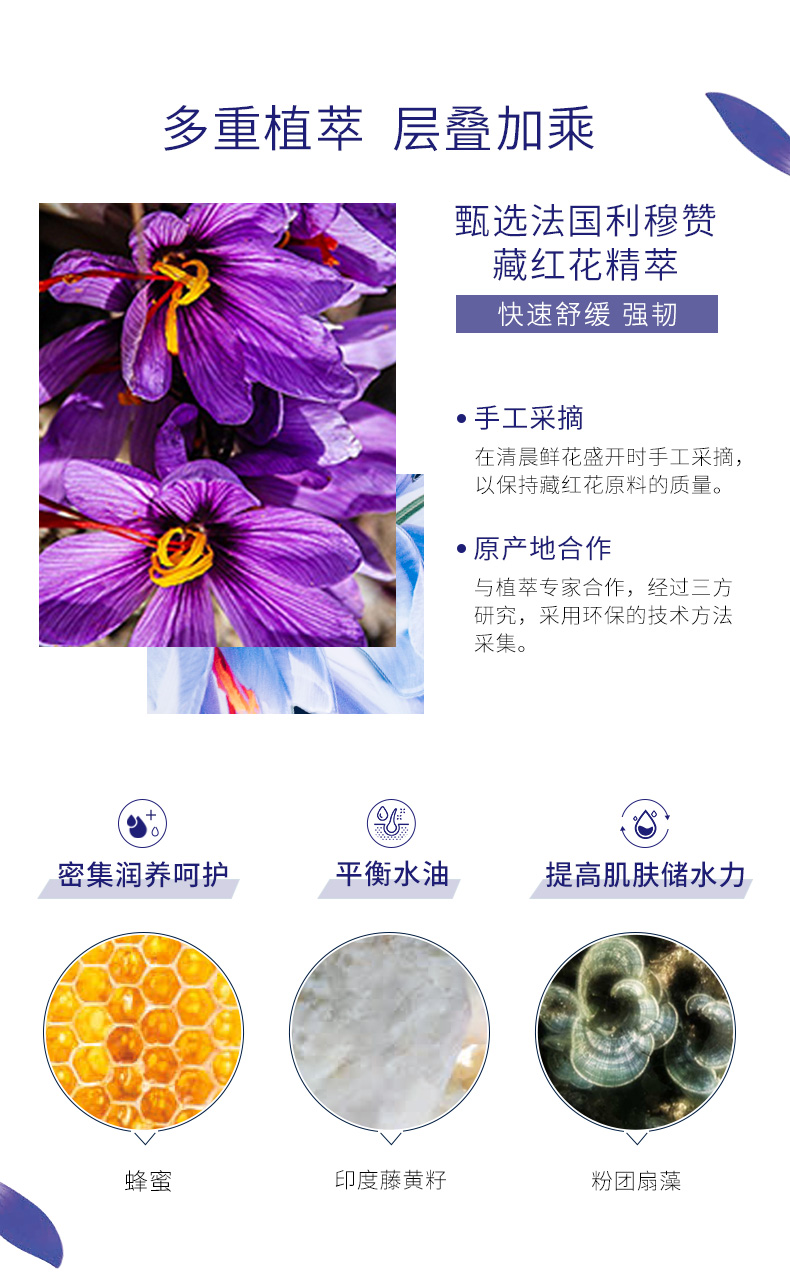 多重植萃 层叠加乘
甄选法国利穆赞
藏红花精萃
快速舒缓 强韧
• 手工采摘
在清晨鲜花盛开时手工采摘，
以保持藏红花原料的质量。
• 原产地合作
与植萃专家合作，经过三方
研究，采用环保的技术方法
采集。
密集润养呵护
平衡水油
提高肌肤储水力
蜂蜜
印度藤黄籽
粉团扇藻